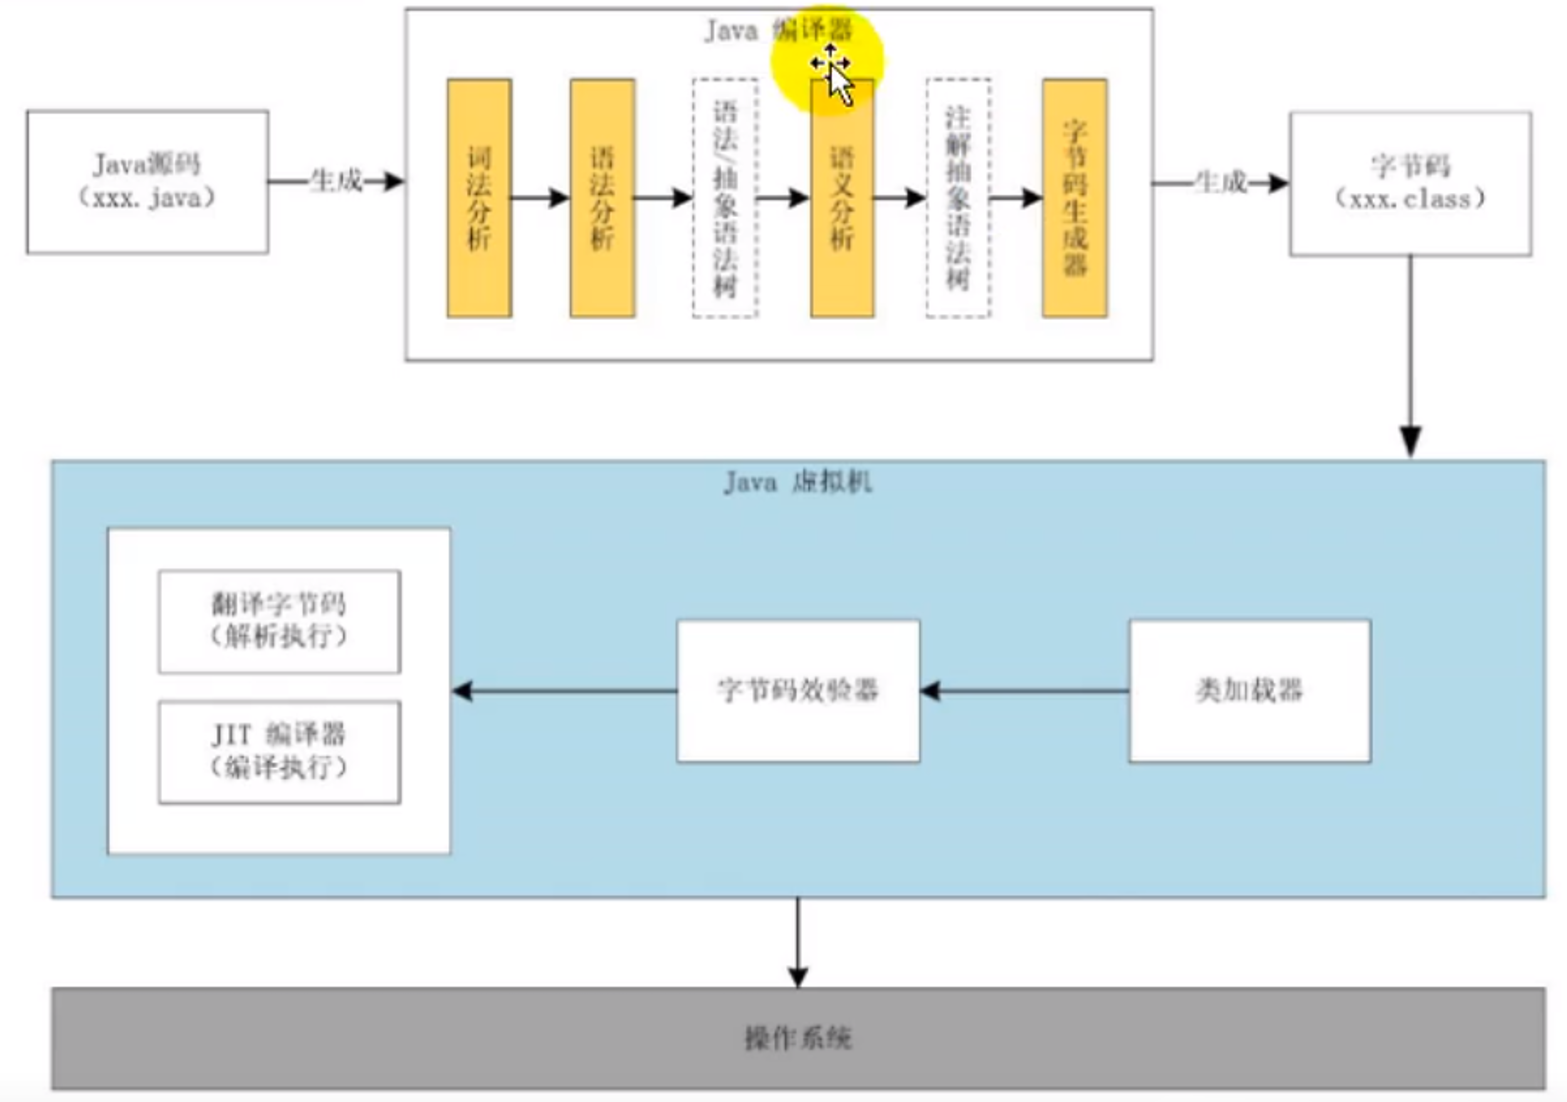 Java 编译器
Java源码
（xxx.java）
生成
词法分析
语法分析
语法/抽象语法树
语义分析
注解抽象语法树
字节码生成器
生成
字节码
（xxx.class）
Java 虚拟机
翻译字节码
（解析执行）
JIT 编译器
（编译执行）
字节码效验器
类加载器
操作系统